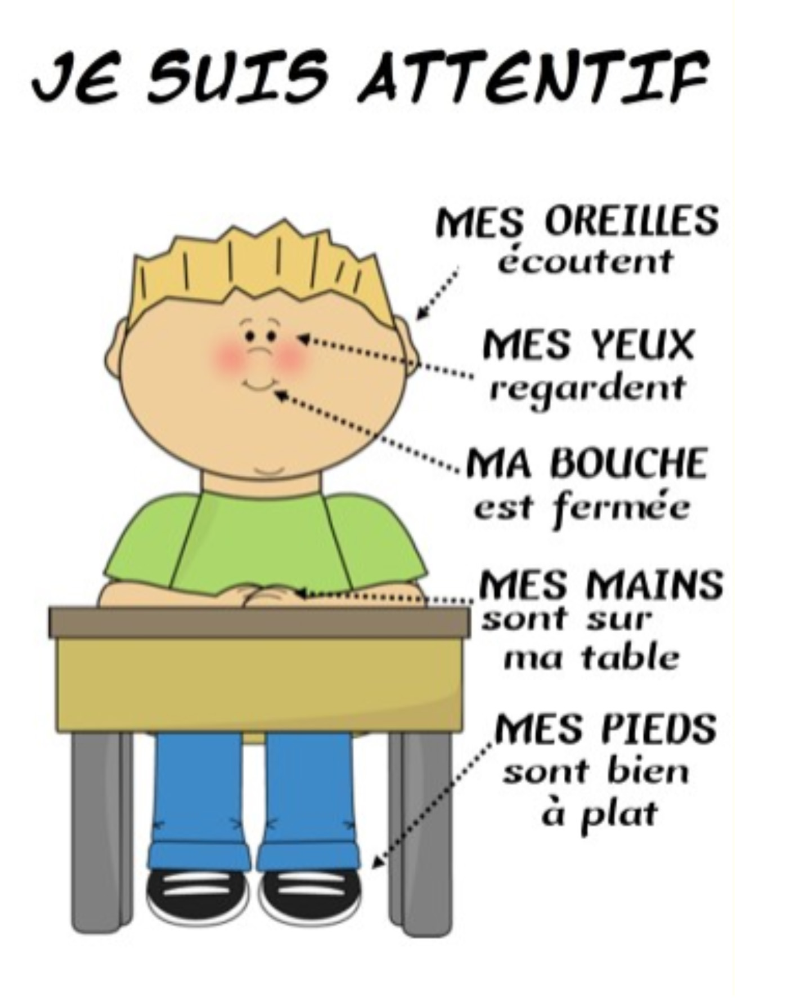 JE SUIS ATTENTIF
MES OREILLES
écoutent
MES YEUX
regardent
MA BOUCHE
est fermée
MES MAINS
sont sur
ma table
MES PIEDS
sont bien
à plat